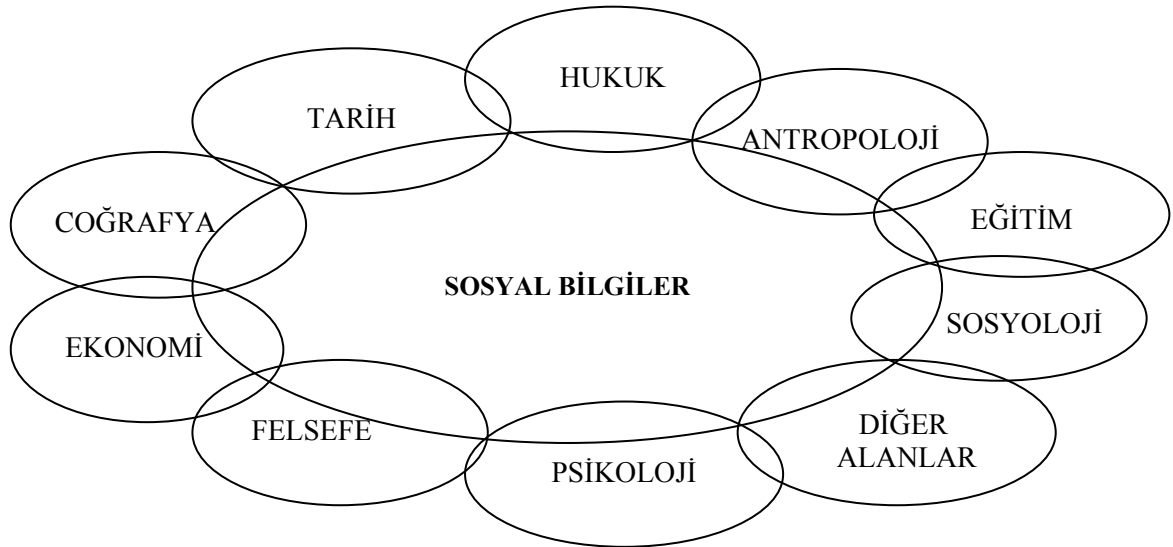 HUKUK
TARİH
ANTROPOLOJİ
COĞRAFYA
EĞİTİM
SOSYAL BİLGİLER
SOSYOLOJİ
EKONOMİ
FELSEFE
DİĞER
ALANLAR
PSİKOLOJİ